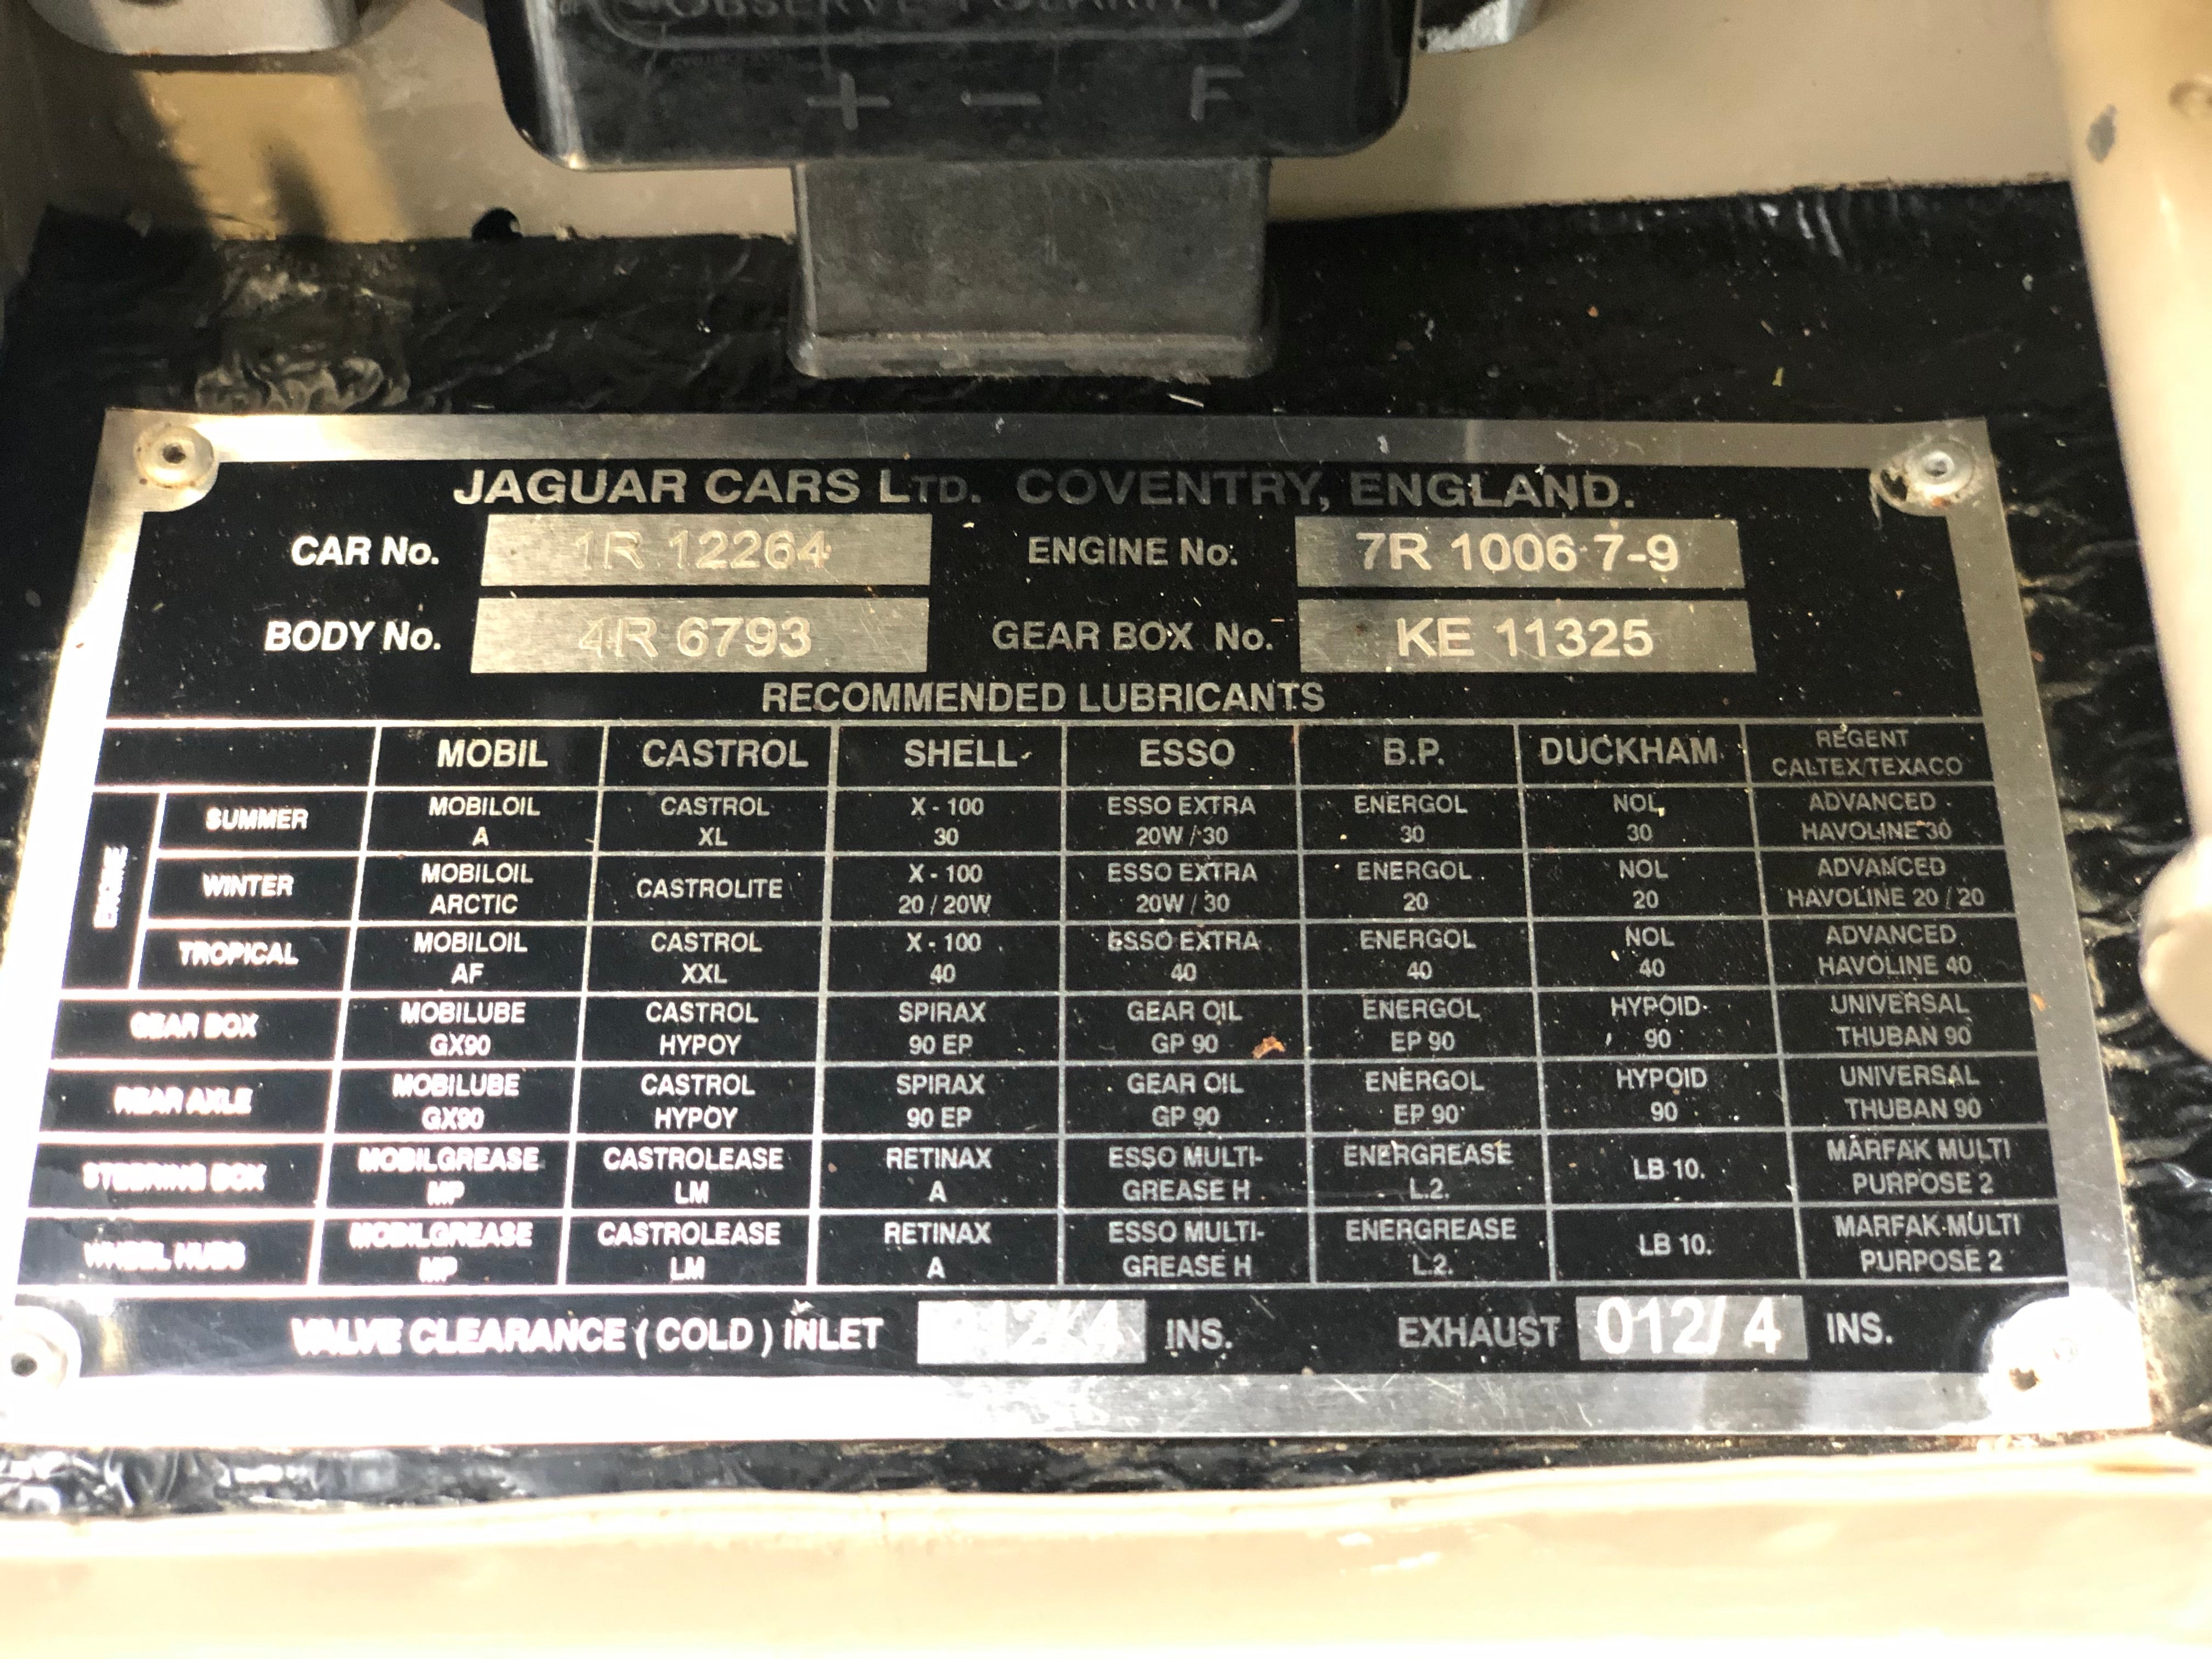 OBSERVE POLARITY
+ - F
JAGUAR CARS LTD. COVENTRY, ENGLAND.
CAR No. 1R 12264 ENGINE No. 7R 1006 7-9
BODY No. 4R 6793 GEAR BOX No. KE 11325
RECOMMENDED LUBRICANTS
MOBIL CASTROL SHELL ESSO B.P. DUCKHAM REGENT
CALTEX/TEXACO
ENGINE
SUMMER MOBILOIL CASTROL X - 100 ESSO EXTRA ENERGOL NOL ADVANCED
A XL 30 20W / 30 30 30 HAVOLINE 30
WINTER MOBILOIL CASTROLITE X - 100 ESSO EXTRA ENERGOL NOL ADVANCED
ARCTIC 20 / 20W 20W / 30 20 20 HAVOLINE 20 / 20
TROPICAL MOBILOIL CASTROL X - 100 ESSO EXTRA ENERGOL NOL ADVANCED
AF XXL 40 40 40 40 HAVOLINE 40
GEAR BOX MOBILUBE CASTROL SPIRAX GEAR OIL ENERGOL HYPOID UNIVERSAL
GX90 HYPOY 90 EP GP 90 EP 90 90 THUBAN 90
REAR AXLE MOBILUBE CASTROL SPIRAX GEAR OIL ENERGOL HYPOID UNIVERSAL
GX90 HYPOY 90 EP GP 90 EP 90 90 THUBAN 90
STEERING BOX MOBILGREASE CASTROLEASE RETINAX ESSO MULTI- ENERGREASE LB 10. MARFAK MULTI
MP LM A GREASE H L.2. PURPOSE 2
WHEEL HUBS MOBILGREASE CASTROLEASE RETINAX ESSO MULTI- ENERGREASE LB 10. MARFAK MULTI
MP LM A GREASE H L.2. PURPOSE 2
VALVE CLEARANCE ( COLD ) INLET 012/4 INS. EXHAUST 012/ 4 INS.